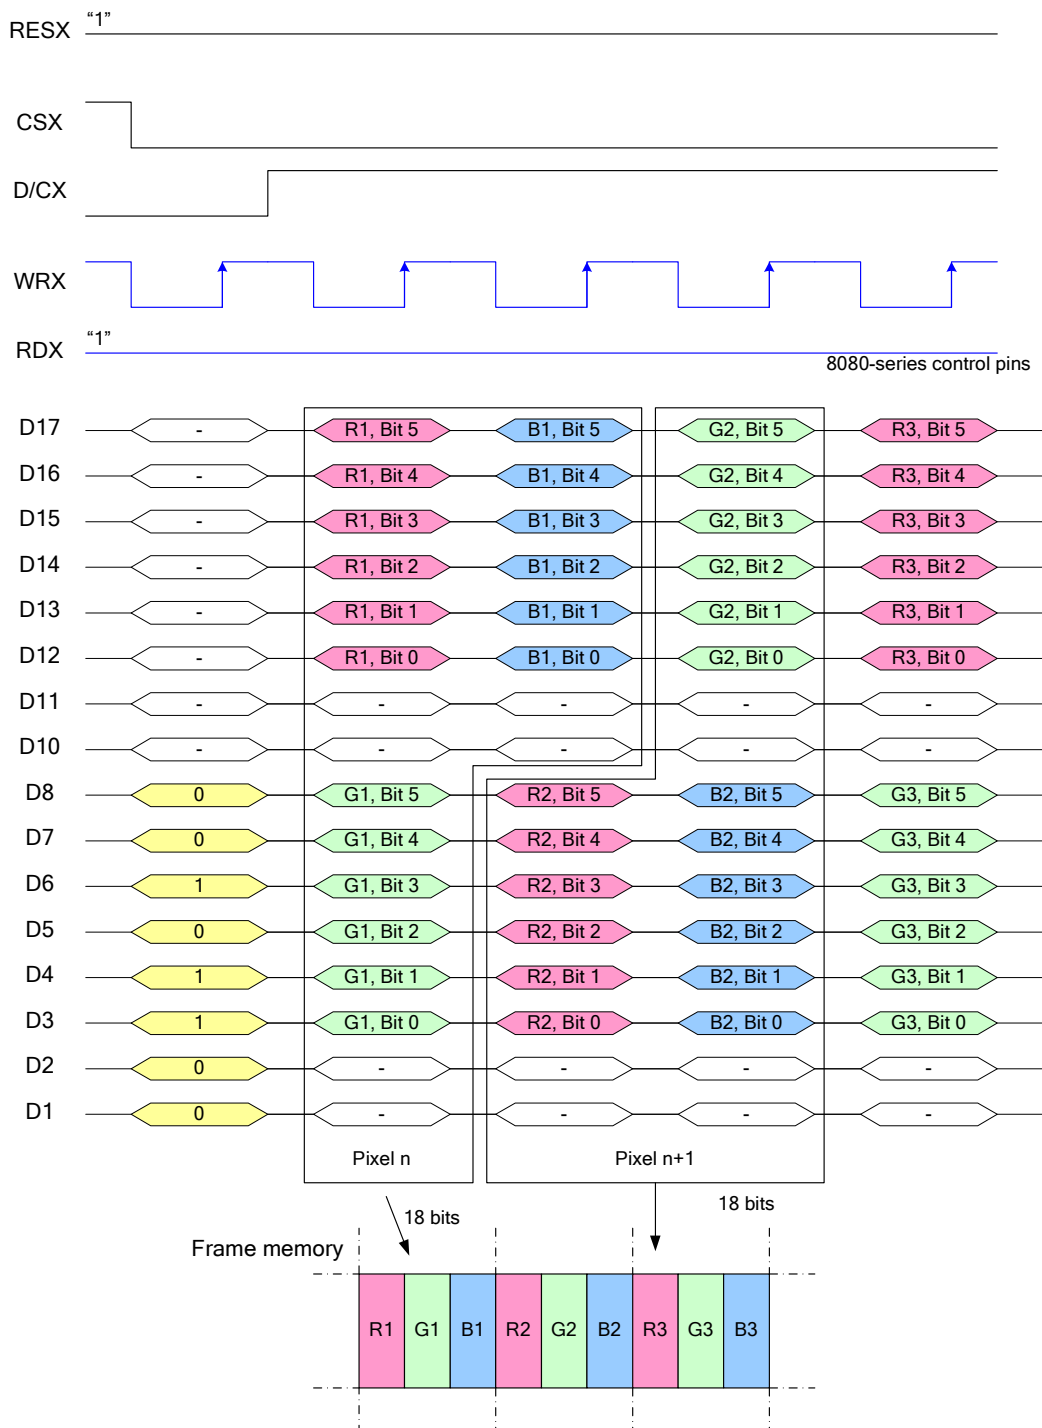 RESX “1”
CSX
D/CX
WRX
RDX “1”
8080-series control pins
D17 - R1, Bit 5 B1, Bit 5 G2, Bit 5 R3, Bit 5
D16 - R1, Bit 4 B1, Bit 4 G2, Bit 4 R3, Bit 4
D15 - R1, Bit 3 B1, Bit 3 G2, Bit 3 R3, Bit 3
D14 - R1, Bit 2 B1, Bit 2 G2, Bit 2 R3, Bit 2
D13 - R1, Bit 1 B1, Bit 1 G2, Bit 1 R3, Bit 1
D12 - R1, Bit 0 B1, Bit 0 G2, Bit 0 R3, Bit 0
D11 - - - - -
D10 - - - - -
D8 0 G1, Bit 5 R2, Bit 5 B2, Bit 5 G3, Bit 5
D7 0 G1, Bit 4 R2, Bit 4 B2, Bit 4 G3, Bit 4
D6 1 G1, Bit 3 R2, Bit 3 B2, Bit 3 G3, Bit 3
D5 0 G1, Bit 2 R2, Bit 2 B2, Bit 2 G3, Bit 2
D4 1 G1, Bit 1 R2, Bit 1 B2, Bit 1 G3, Bit 1
D3 1 G1, Bit 0 R2, Bit 0 B2, Bit 0 G3, Bit 0
D2 0 - - - -
D1 0 - - - -
Pixel n Pixel n+1
18 bits 18 bits
Frame memory
R1 G1 B1 R2 G2 B2 R3 G3 B3